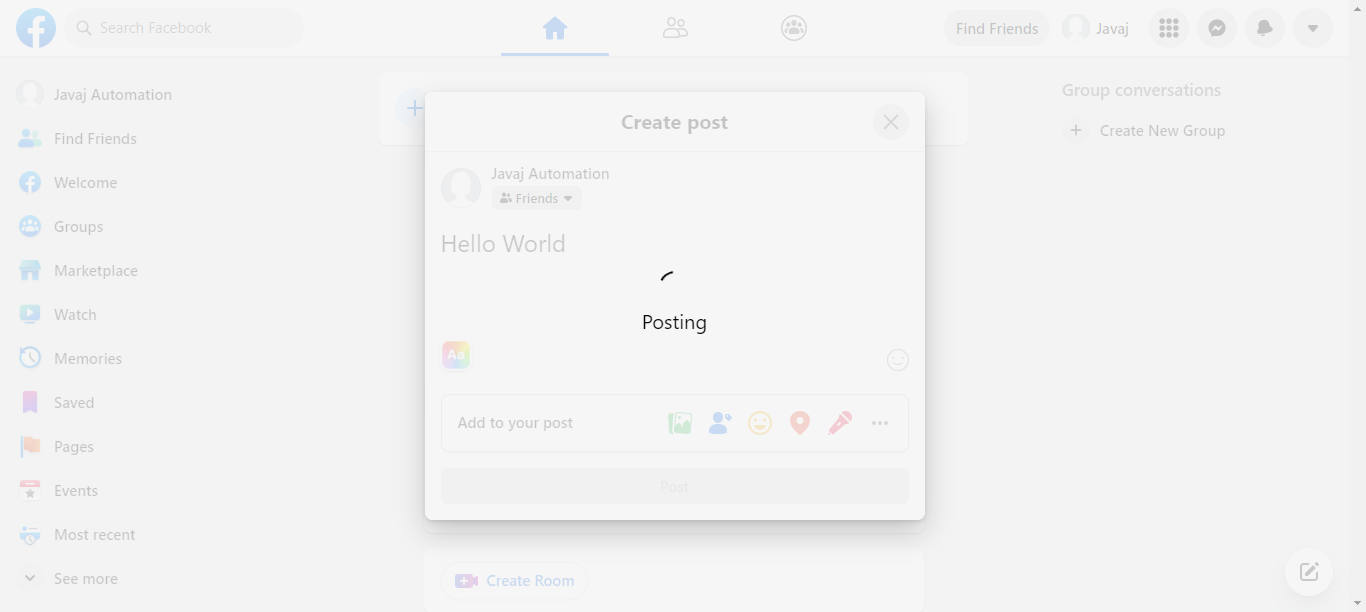 Search Facebook
Find Friends
Javaj
Javaj Automation
Find Friends
Welcome
Groups
Marketplace
Watch
Memories
Saved
Pages
Events
Most recent
See more
Create post
Javaj Automation
Friends
Hello World
Posting
Aa
Add to your post
Post
Create Room
Group conversations
Create New Group